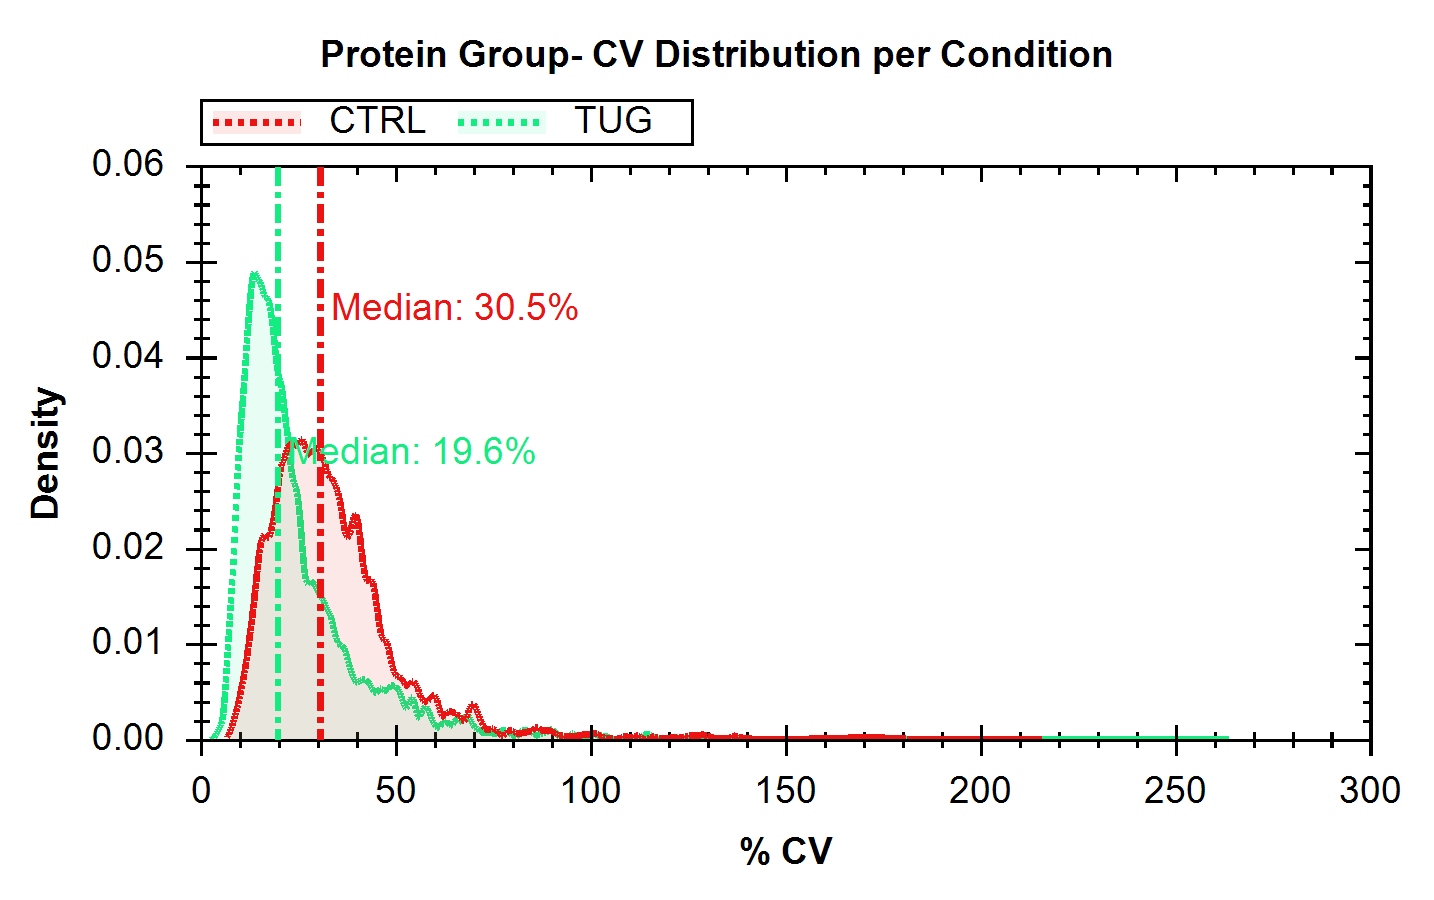 Protein Group- CV Distribution per Condition
CTRL TUG
0.06
0.05
0.04
0.03
0.02
0.01
0.00
Density
Median: 30.5%
Median: 19.6%
0 50 100 150 200 250 300
% CV